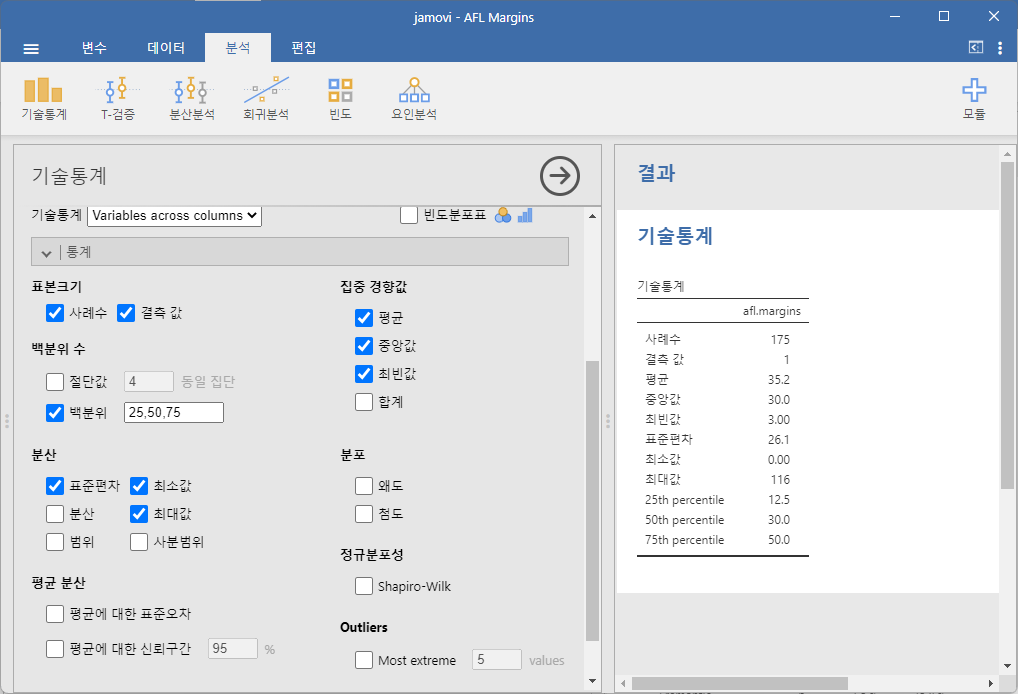 jamovi - AFL Margins
변수 데이터 분석 편집
기술통계 T-검증 분산분석 회귀분석 빈도 요인분석 모듈
기술통계
기술통계 Variables across columns 빈도분포표
통계
표본크기
사례수 결측 값
백분위 수
절단값 4 동일 집단
백분위 25,50,75
분산
표준편차 최소값
분산 최대값
범위 사분범위
평균 분산
평균에 대한 표준오차
평균에 대한 신뢰구간 95 %
집중 경향값
평균
중앙값
최빈값
합계
분포
왜도
첨도
정규분포성
Shapiro-Wilk
Outliers
Most extreme 5 values
결과
기술통계
기술통계
afl.margins
사례수 175
결측 값 1
평균 35.2
중앙값 30.0
최빈값 3.00
표준편차 26.1
최소값 0.00
최대값 116
25th percentile 12.5
50th percentile 30.0
75th percentile 50.0